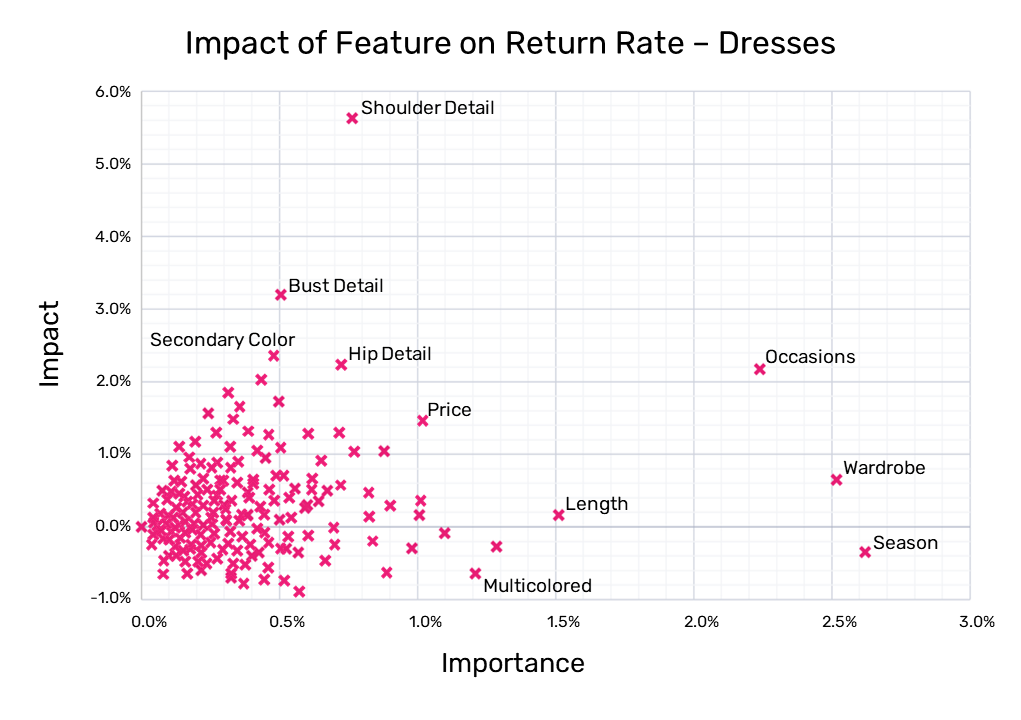 Impact of Feature on Return Rate – Dresses
6.0%
Shoulder Detail
5.0%
4.0%
Bust Detail
3.0%
Secondary Color
Hip Detail
Occasions
2.0%
Price
1.0%
Wardrobe
Length
0.0%
Season
Multicolored
-1.0%
Impact
0.0% 0.5% 1.0% 1.5% 2.0% 2.5% 3.0%
Importance